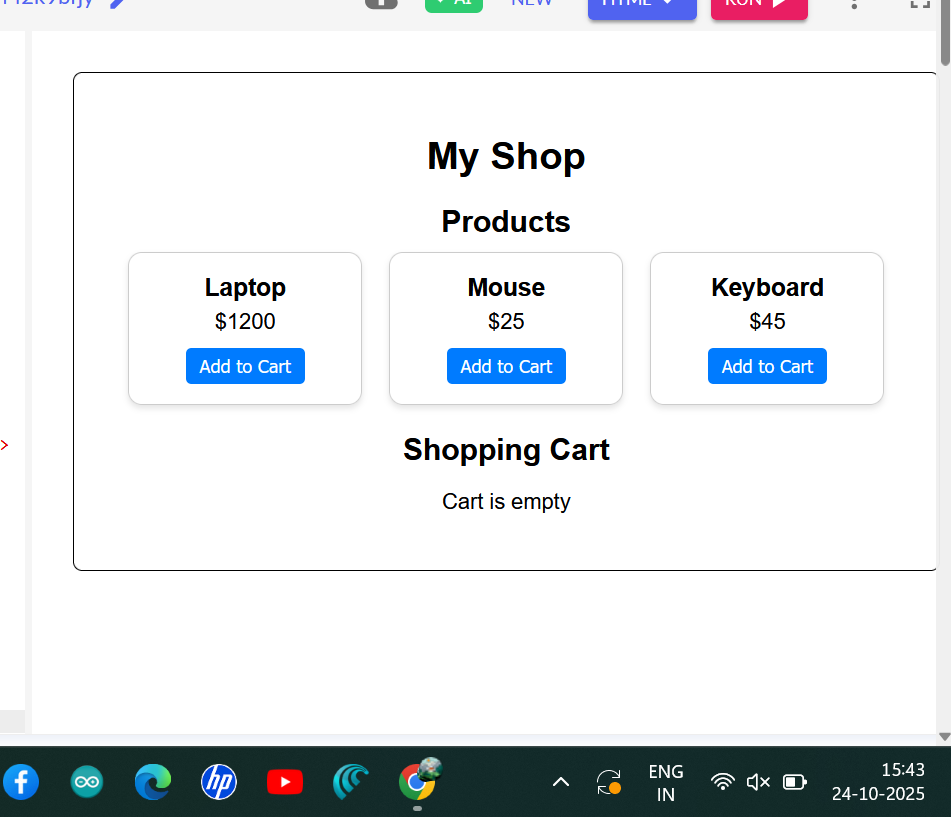 NEW
HTML
RUN
AI
My Shop
Products
Laptop
$1200
Add to Cart
Mouse
$25
Add to Cart
Keyboard
$45
Add to Cart
Shopping Cart
Cart is empty
hp
ENG
IN
15:43
24-10-2025